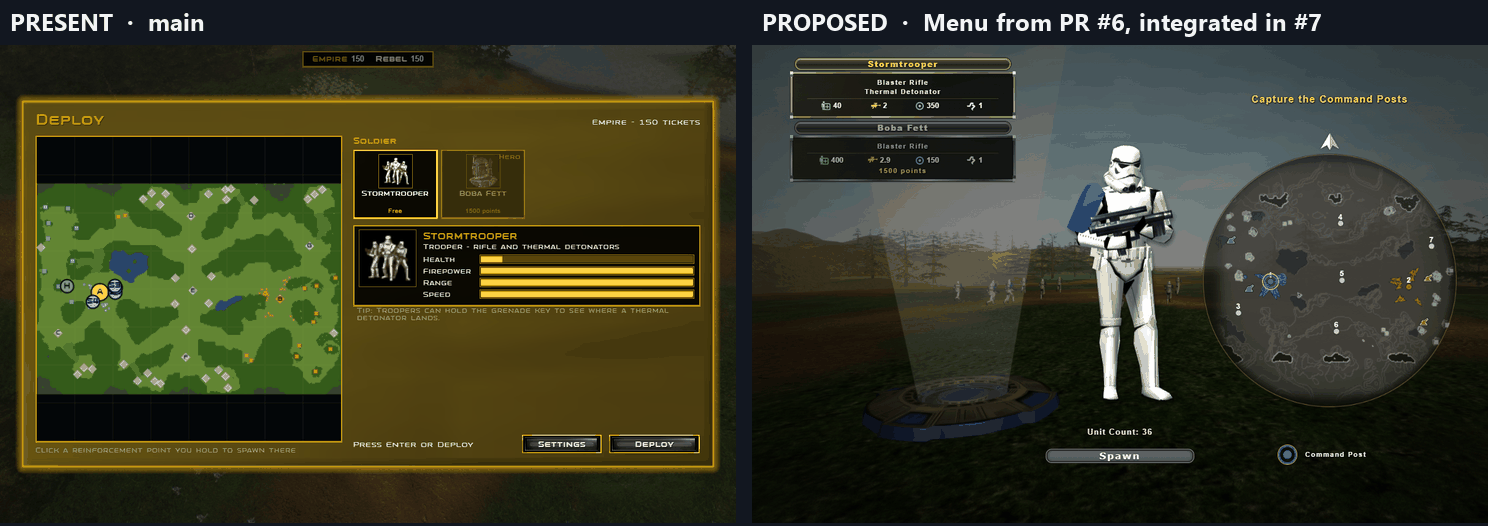 PRESENT · main
EMPIRE 150 REBEL 150
DEPLOY
EMPIRE - 150 TICKETS
SOLDIER
HERO
STORMTROOPER
BOBA FETT
Free
1500 points
STORMTROOPER
TROOPER - RIFLE AND THERMAL DETONATORS
HEALTH
FIREPOWER
RANGE
SPEED
TIP: TROOPERS CAN HOLD THE GRENADE KEY TO SEE WHERE A THERMAL
DETONATOR LANDS.
H
A
PRESS ENTER OR DEPLOY
SETTINGS
DEPLOY
CLICK A REINFORCEMENT POINT YOU HOLD TO SPAWN THERE
PROPOSED · Menu from PR #6, integrated in #7
Stormtrooper
Blaster Rifle
Thermal Detonator
40 2 350 1
Boba Fett
Blaster Rifle
400 2.9 150 1
1500 points
Capture the Command Posts
4
7
5
2
3
6
Unit Count: 36
Spawn
Command Post